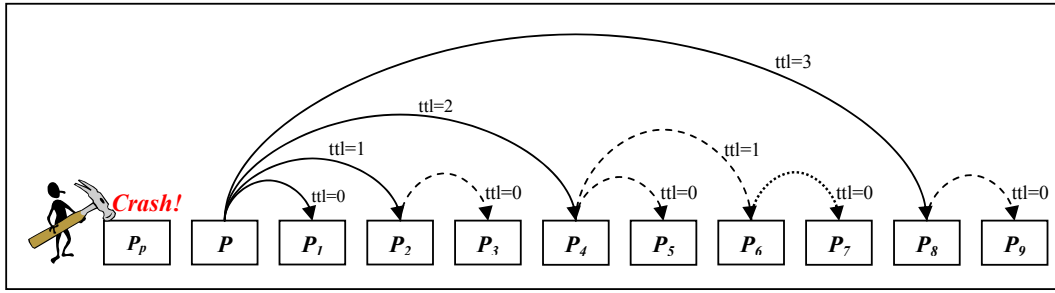 ttl=3
ttl=2
ttl=1
ttl=1
Crash!
ttl=0
ttl=0
ttl=0
ttl=0
ttl=0
Pp P P1 P2 P3 P4 P5 P6 P7 P8 P9